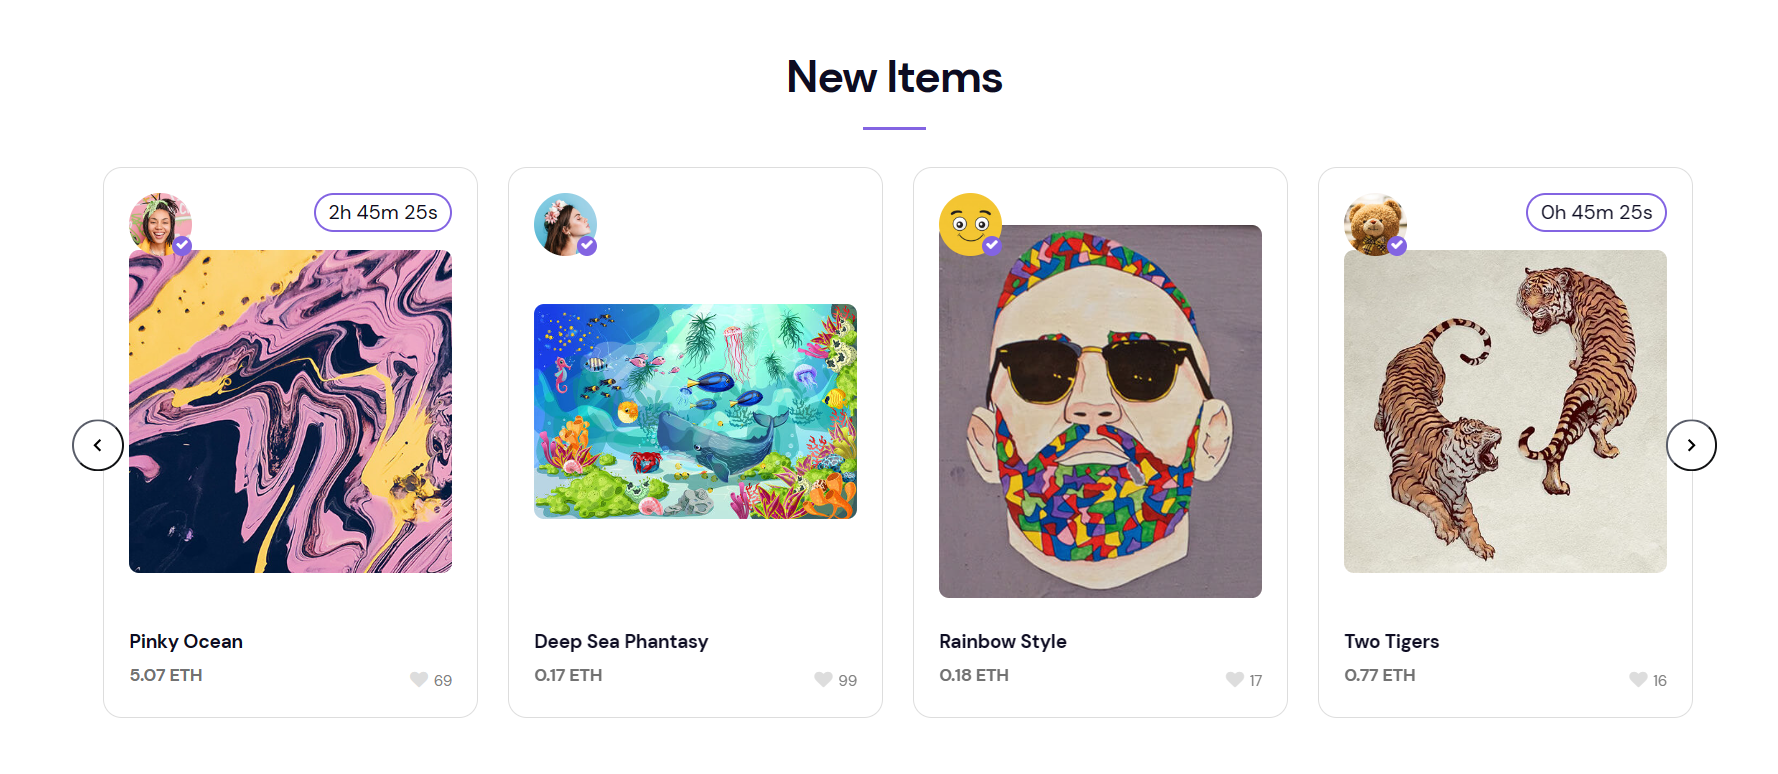 New Items
2h 45m 25s
Pinky Ocean
5.07 ETH
69
Deep Sea Phantasy
0.17 ETH
99
Rainbow Style
0.18 ETH
17
0h 45m 25s
Two Tigers
0.77 ETH
16